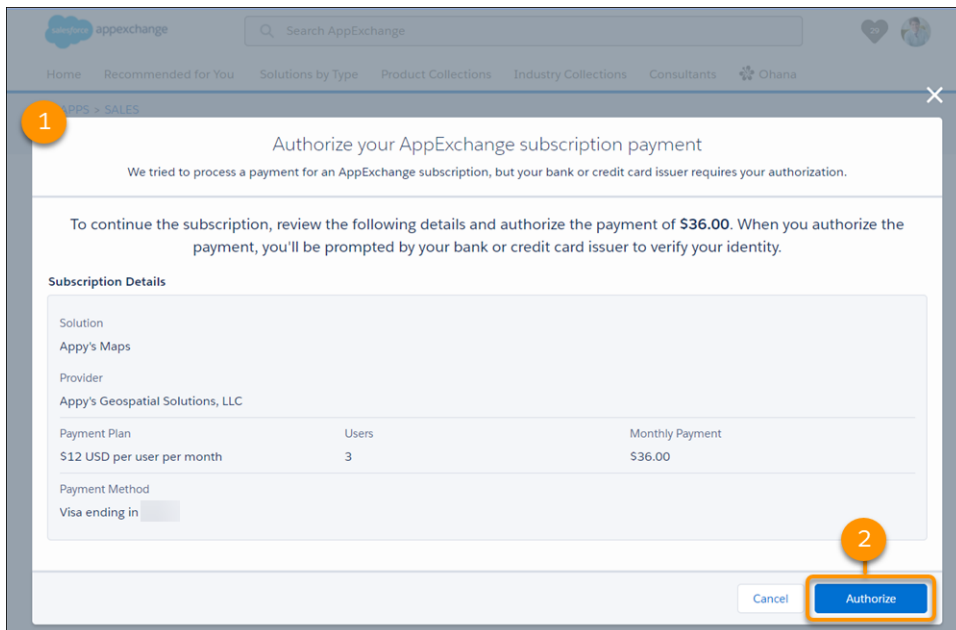 salesforce appexchange
Search AppExchange
Home Recommended for You Solutions by Type Product Collections Industry Collections Consultants Ohana
APPS » SALES
1
Authorize your AppExchange subscription payment
We tried to process a payment for an AppExchange subscription, but your bank or credit card issuer requires your authorization.
To continue the subscription, review the following details and authorize the payment of $36.00. When you authorize the
payment, you'll be prompted by your bank or credit card issuer to verify your identity.
Subscription Details
Solution
Appy's Maps
Provider
Appy's Geospatial Solutions, LLC
Payment Plan Users Monthly Payment
$12 USD per user per month 3 $36.00
Payment Method
Visa ending in
2
Cancel Authorize